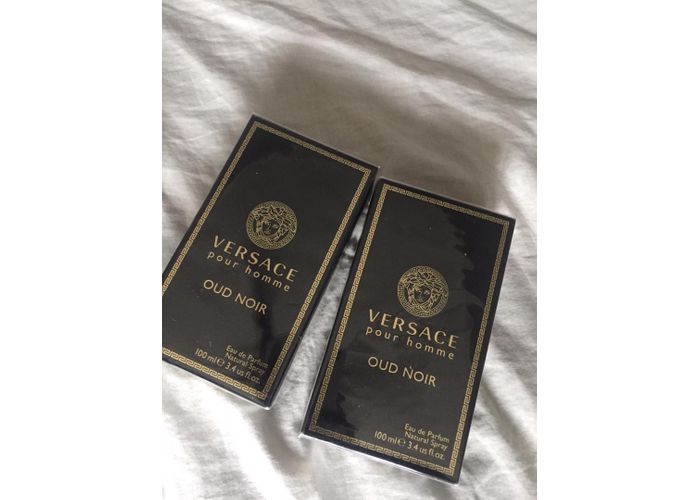 VERSACE
pour homme
OUD NOIR
Eau de Parfum
Natural Spray
100 ml ℮ 3.4 us fl.oz.
VERSACE
pour homme
OUD NOIR
Eau de Parfum
Natural Spray
100 ml ℮ 3.4 us fl.oz.